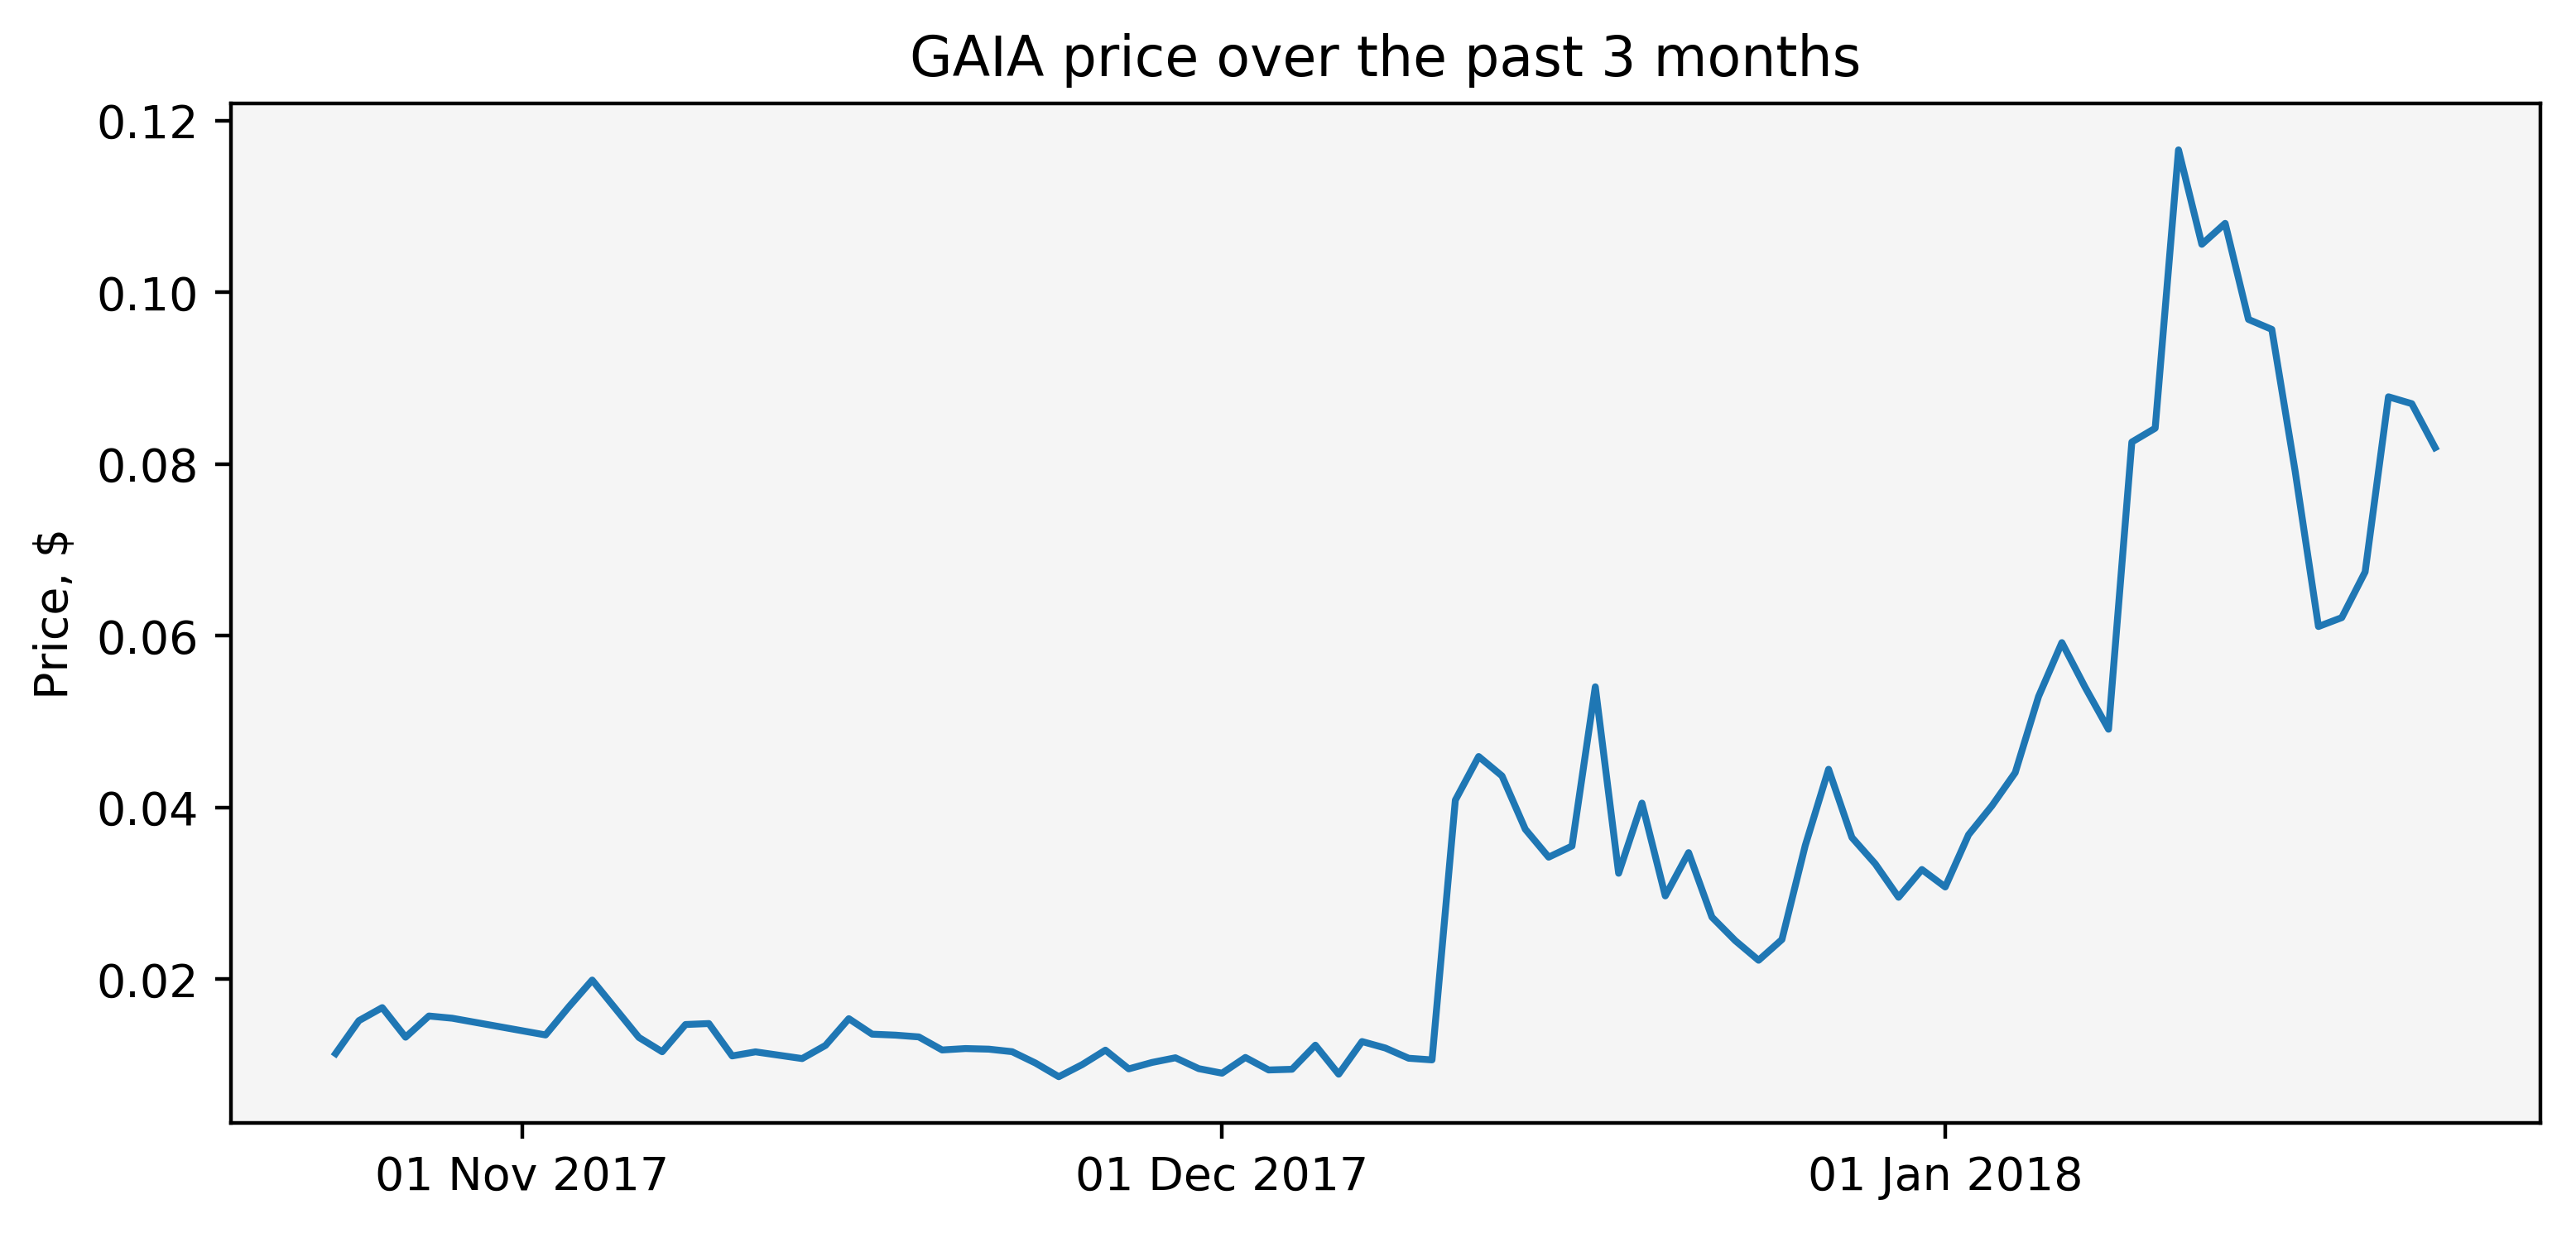 GAIA price over the past 3 months
0.12
0.10
0.08
0.06
0.04
0.02
Price, $
01 Nov 2017
01 Dec 2017
01 Jan 2018